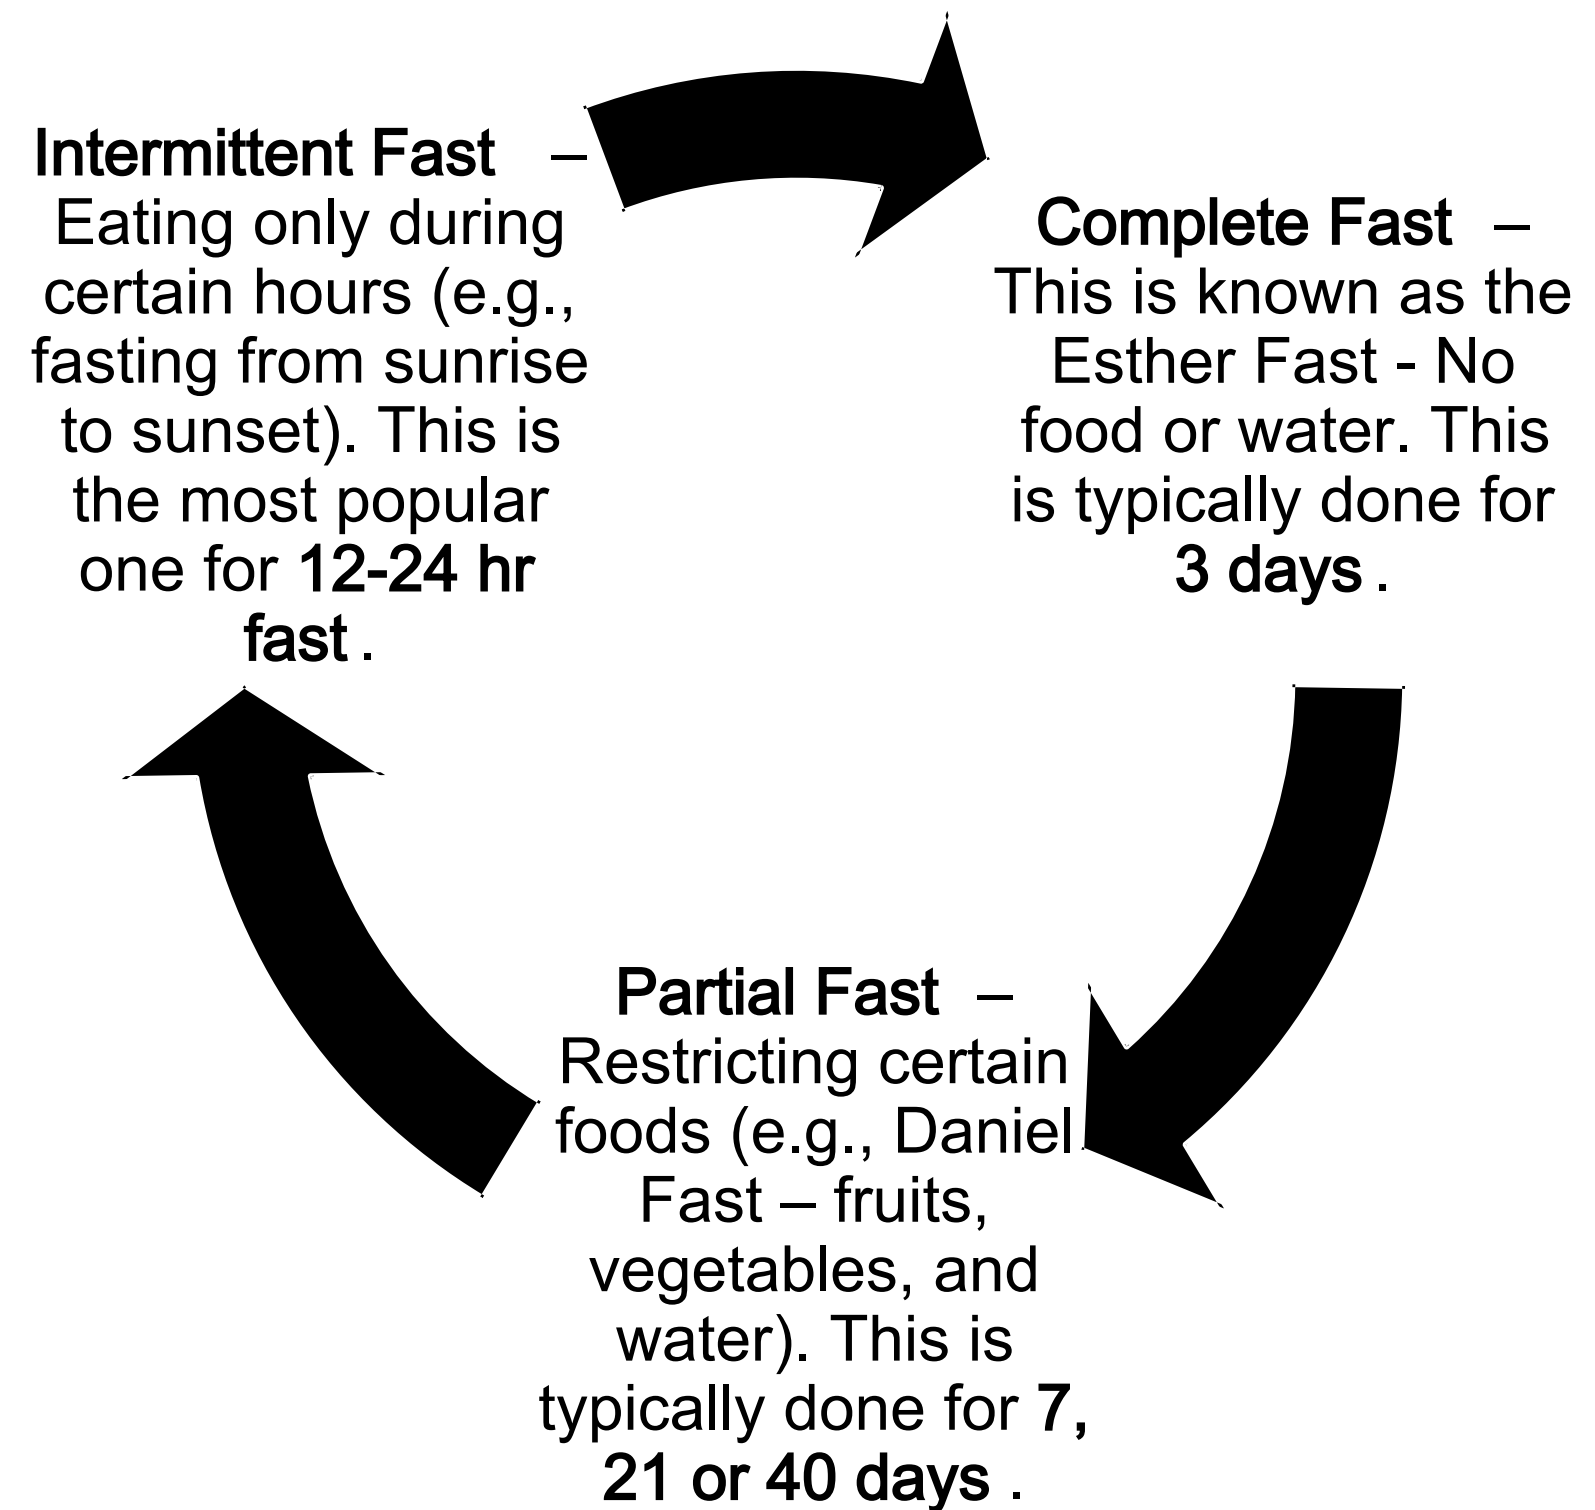 Intermittent Fast –
Eating only during
certain hours (e.g.,
fasting from sunrise
to sunset). This is
the most popular
one for 12-24 hr
fast .
Complete Fast –
This is known as the
Esther Fast - No
food or water. This
is typically done for
3 days .
Partial Fast –
Restricting certain
foods (e.g., Daniel
Fast – fruits,
vegetables, and
water). This is
typically done for 7,
21 or 40 days .